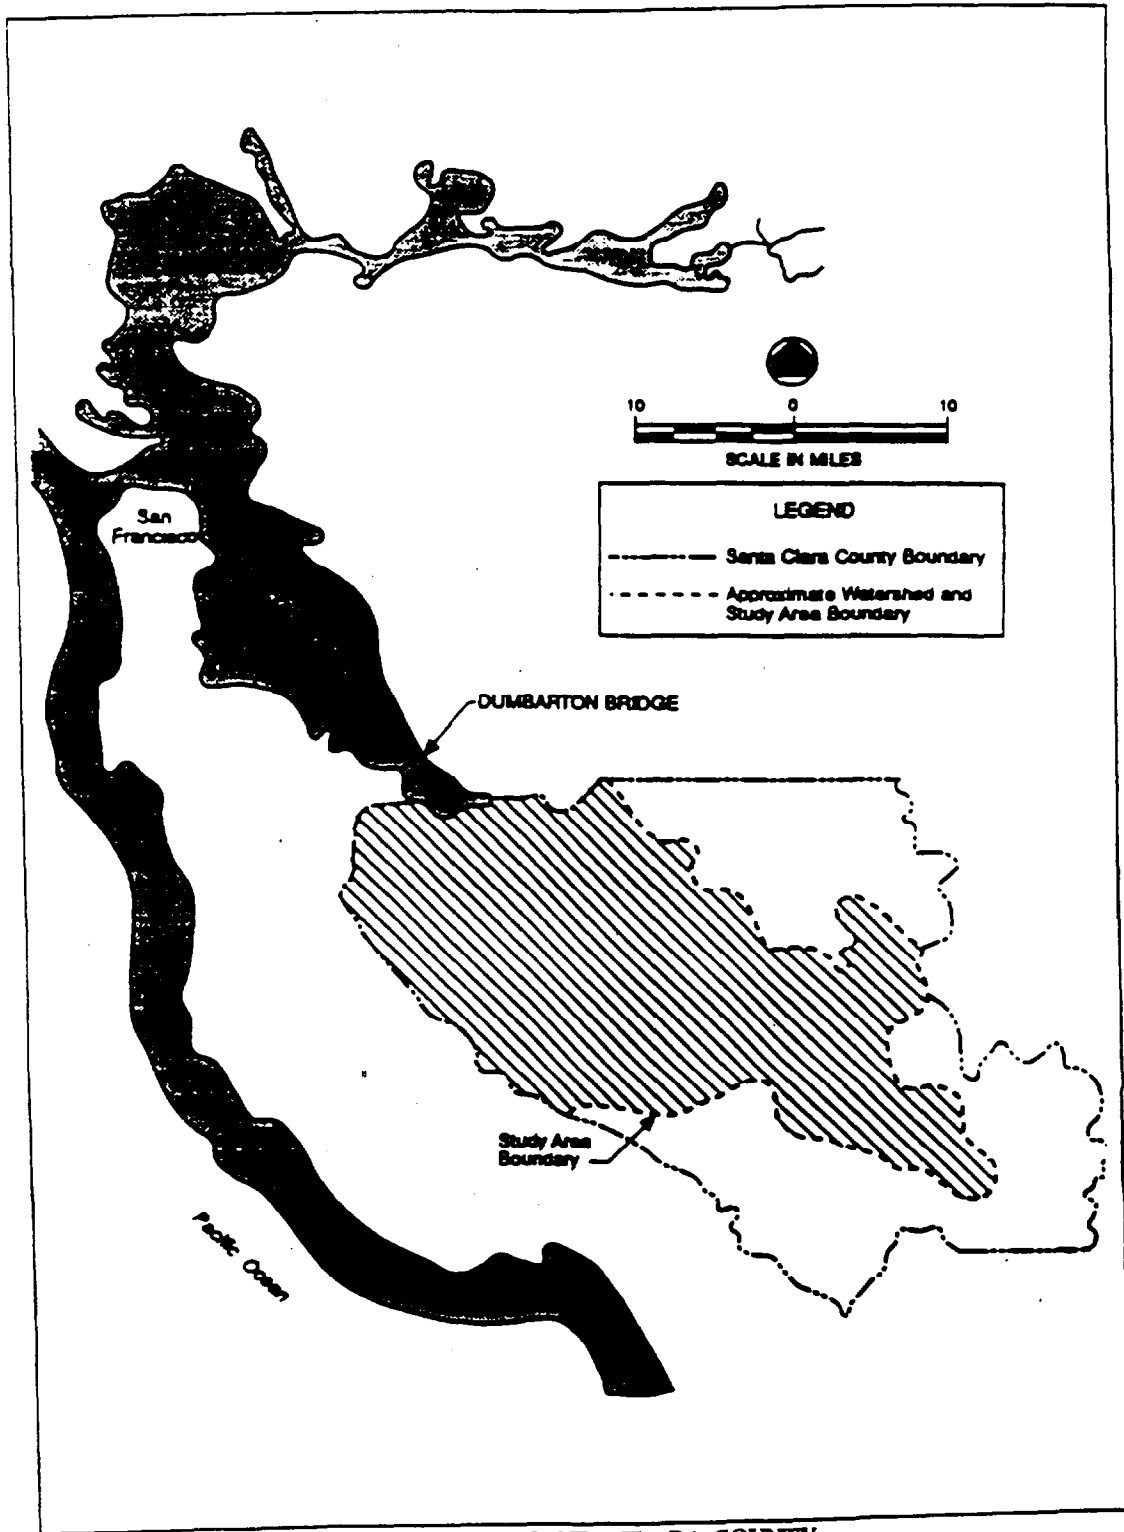 10 0 10
SCALE IN MILES
LEGEND
Santa Clara County Boundary
Approximate Watershed and
Study Area Boundary
San
Francisco
DUMBARTON BRIDGE
Study Area
Boundary
Pacific Ocean
COUNTY